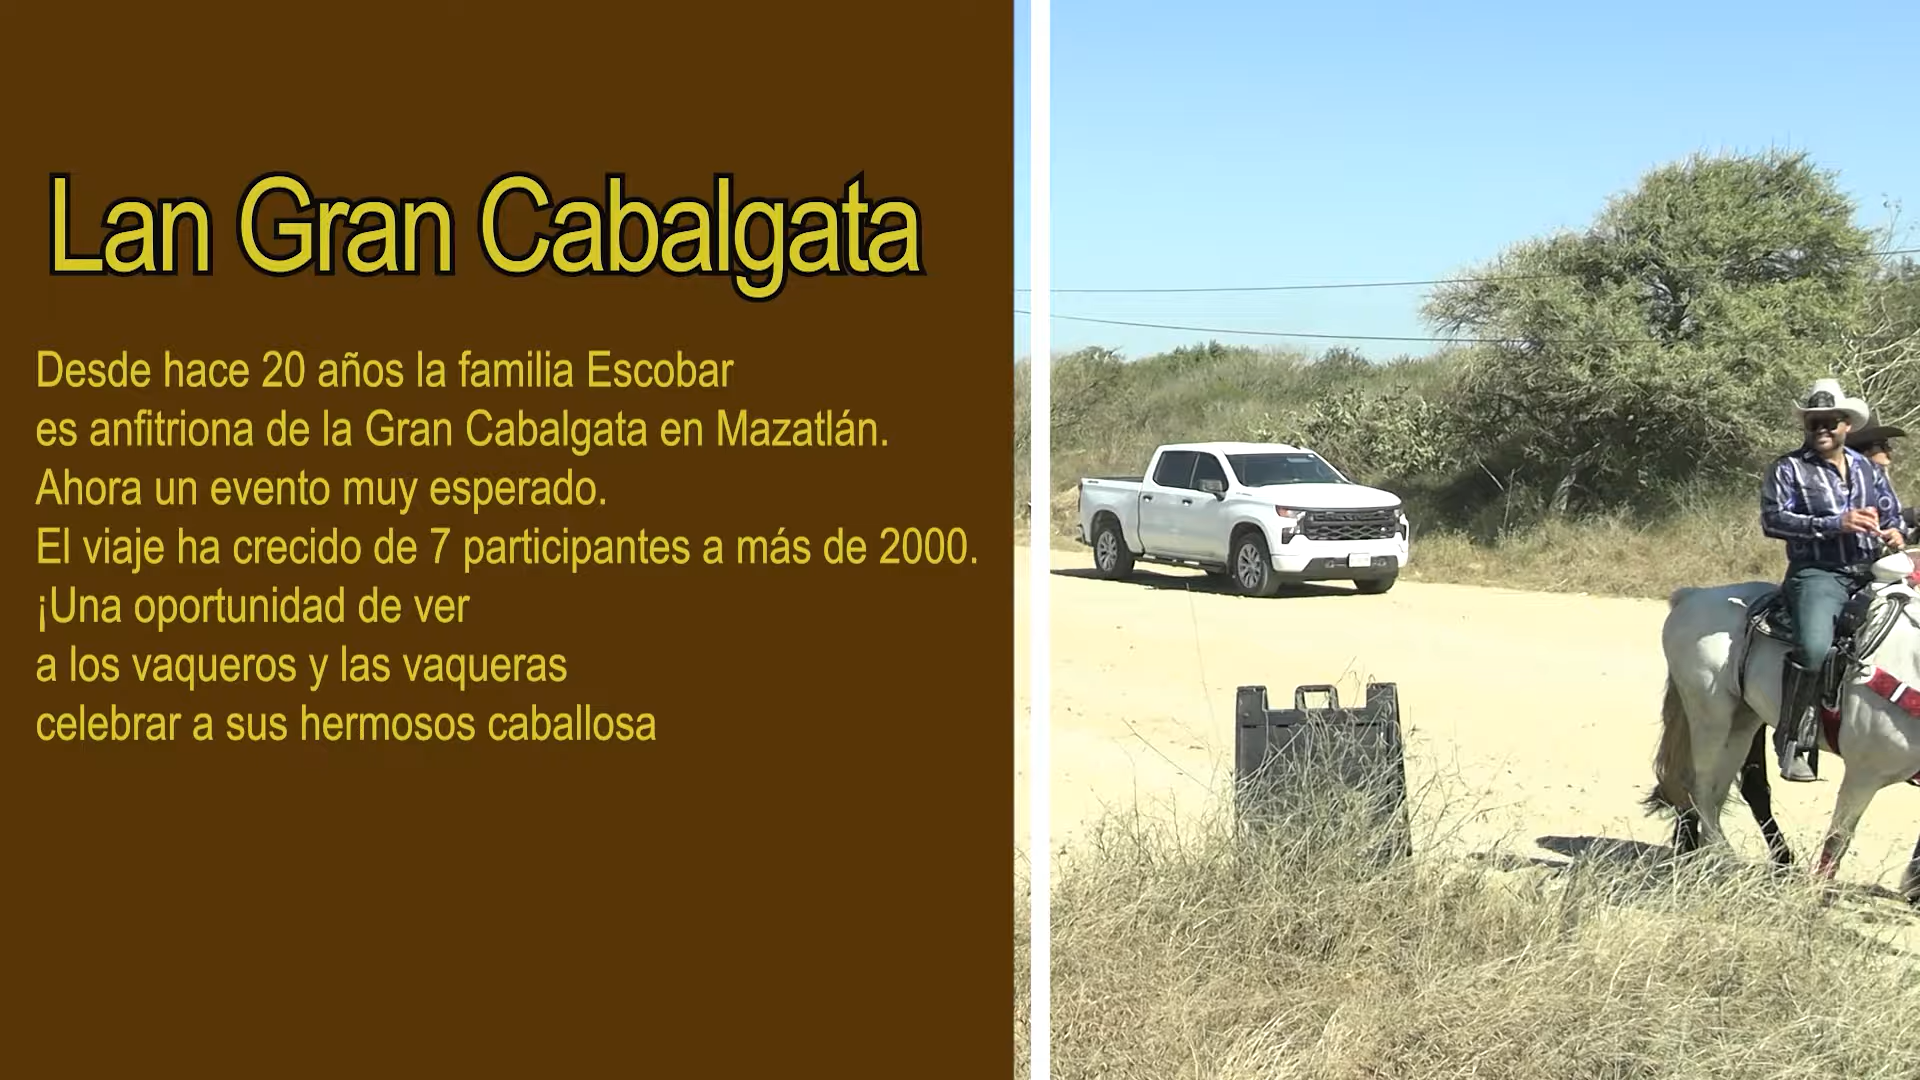 Lan Gran Cabalgata
Desde hace 20 años la familia Escobar
es anfitriona de la Gran Cabalgata en Mazatlán.
Ahora un evento muy esperado.
El viaje ha crecido de 7 participantes a más de 2000.
¡Una oportunidad de ver
a los vaqueros y las vaqueras
celebrar a sus hermosos caballosa